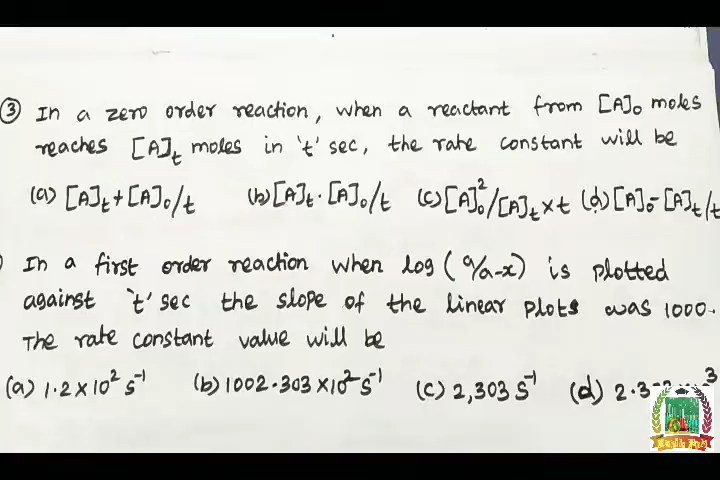 ③ In a zero order reaction, when a reactant from [A]₀ moles
reaches [A]t moles in 't' sec, the rate constant will be
(a) [A]t + [A]₀/t (b) [A]t · [A]₀/t (c) [A]₀²/[A]t × t (d) [A]₀ - [A]t/t
) In a first order reaction when log (a/a-x) is plotted
against 't' sec the slope of the linear plots was 1000.
The rate constant value will be
(a) 1.2 × 10² s⁻¹ (b) 1002.303 × 10² s⁻¹ (c) 2,303 s⁻¹ (d)